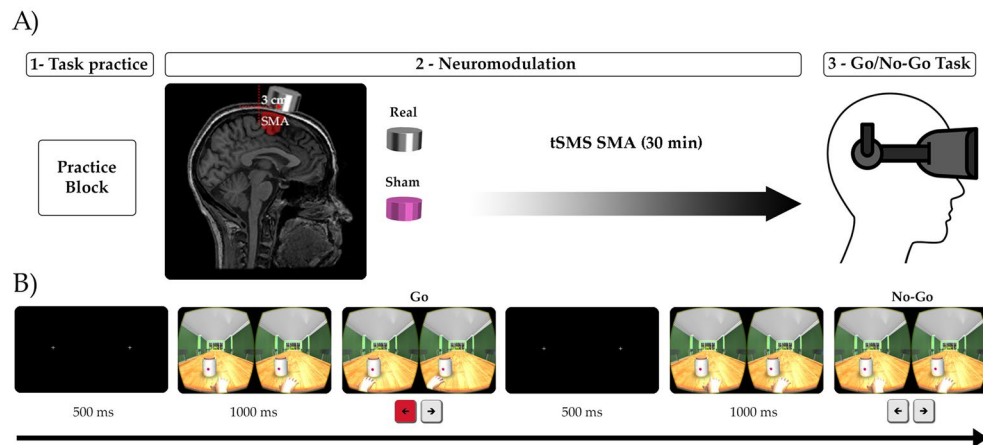 A)
1- Task practice
2 - Neuromodulation
3 - Go/No-Go Task
3 cm
SMA
Real
Sham
Practice
Block
tSMS SMA (30 min)
B)
Go
No-Go
500 ms
1000 ms
← →
500 ms
1000 ms
← →